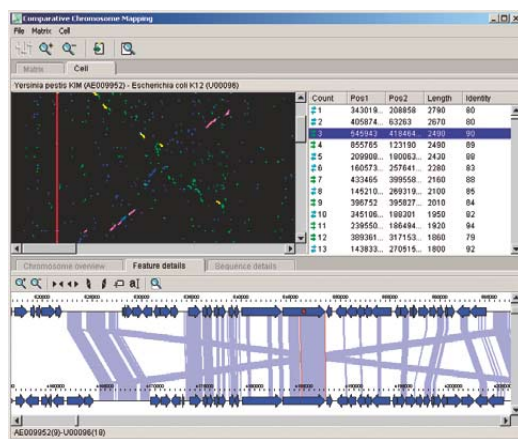 Comparative Chromosome Mapping
File Matrix Cell
Matrix Cell
Yersinia pestis KIM (AE009952) - Escherichia coli K12 (U00096)
Count Pos1 Pos2 Length Identity
1 343019... 208858 2790 80
2 405874... 63263 2670 80
3 545943 418464... 2490 90
4 855765 123190 2490 89
5 209908... 190063... 2430 88
6 160573... 257641... 2280 83
7 433465 399558... 2160 88
8 145210... 269319... 2100 85
9 396752 395827... 2010 84
10 345106... 188301 1950 82
11 239550... 186494... 1920 94
12 389361... 317153... 1860 79
13 143833... 270515... 1800 92
Chromosome overview Feature details Sequence details
AE009952(9)-U00096(18)